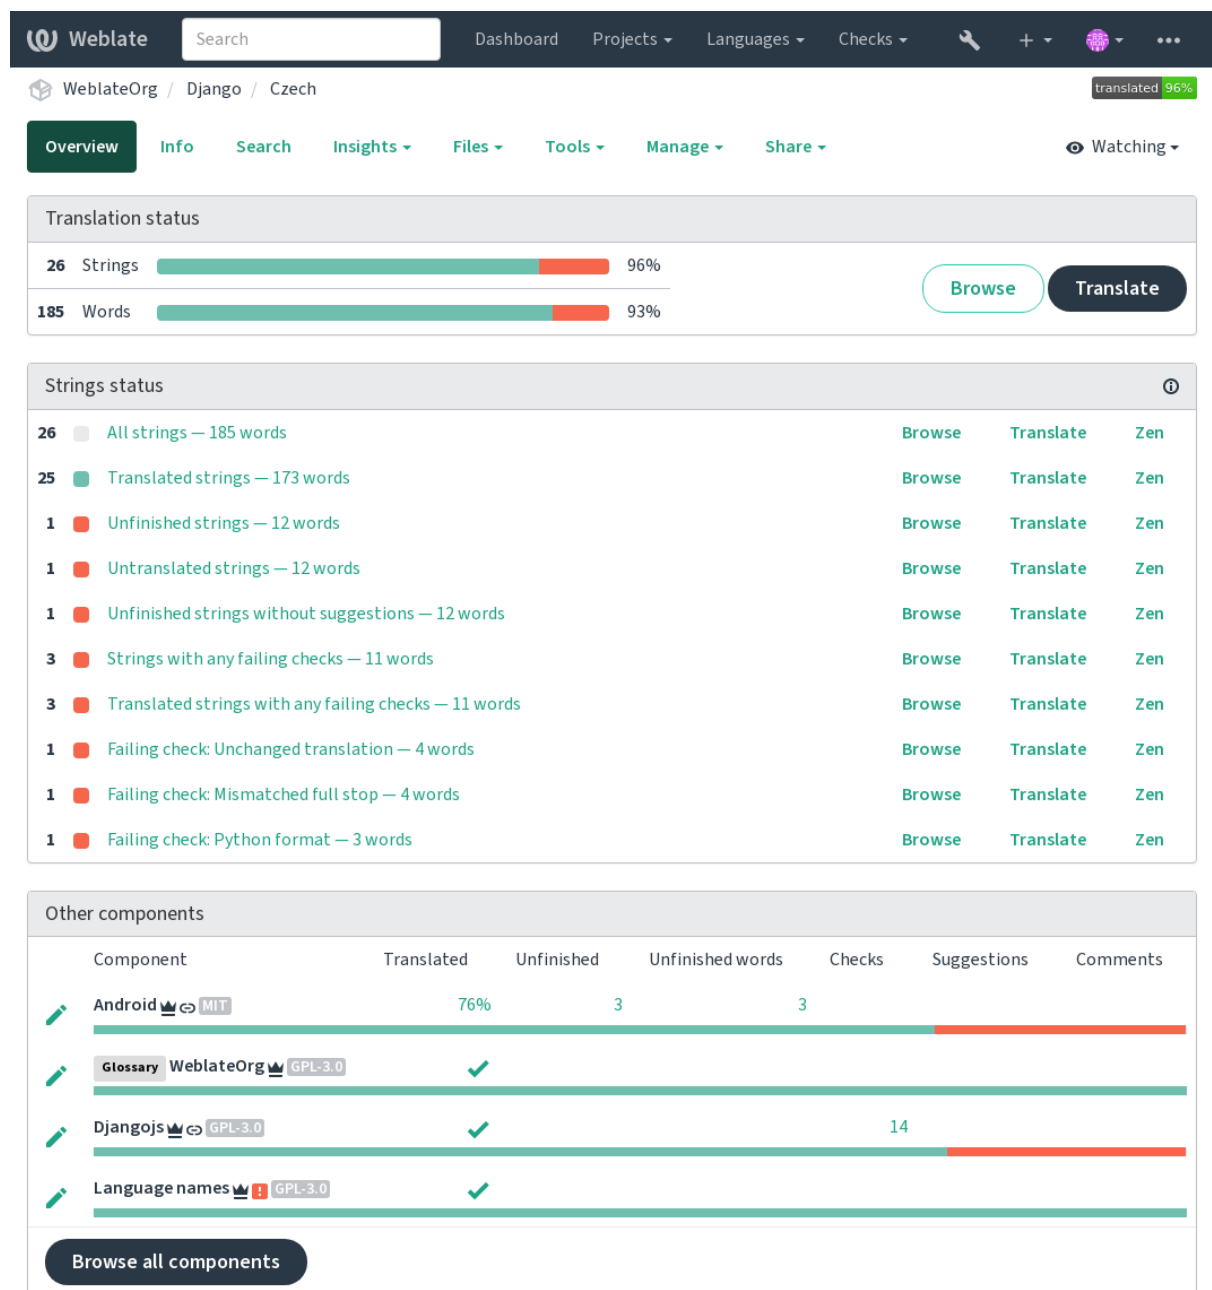 Weblate Search Dashboard Projects Languages Checks
WeblateOrg / Django / Czech translated 96%
Overview Info Search Insights Files Tools Manage Share Watching
Translation status
26 Strings 96%
Browse Translate
185 Words 93%
Strings status
26 All strings — 185 words Browse Translate Zen
25 Translated strings — 173 words Browse Translate Zen
1 Unfinished strings — 12 words Browse Translate Zen
1 Untranslated strings — 12 words Browse Translate Zen
1 Unfinished strings without suggestions — 12 words Browse Translate Zen
3 Strings with any failing checks — 11 words Browse Translate Zen
3 Translated strings with any failing checks — 11 words Browse Translate Zen
1 Failing check: Unchanged translation — 4 words Browse Translate Zen
1 Failing check: Mismatched full stop — 4 words Browse Translate Zen
1 Failing check: Python format — 3 words Browse Translate Zen
Other components
Component Translated Unfinished Unfinished words Checks Suggestions Comments
Android MIT 76% 3 3
Glossary WeblateOrg GPL-3.0
Djangojs GPL-3.0 14
Language names GPL-3.0
Browse all components